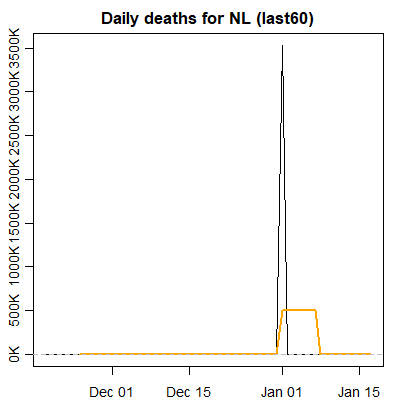 Daily deaths for NL (last60)
3500K
3000K
2500K
2000K
1500K
1000K
500K
0K
Dec 01 Dec 15 Jan 01 Jan 15